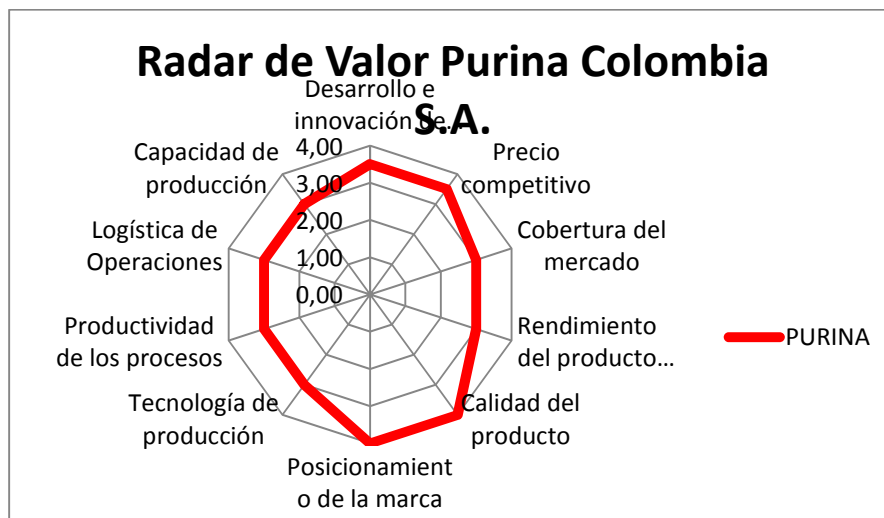 Radar de Valor Purina Colombia
S.A.
Desarrollo e
innovación de…
Precio
competitivo
Cobertura del
mercado
Rendimiento
del producto…
Calidad del
producto
Posicionamient
o de la marca
Tecnología de
producción
Productividad
de los procesos
Logística de
Operaciones
Capacidad de
producción
4,00
3,00
2,00
1,00
0,00
PURINA